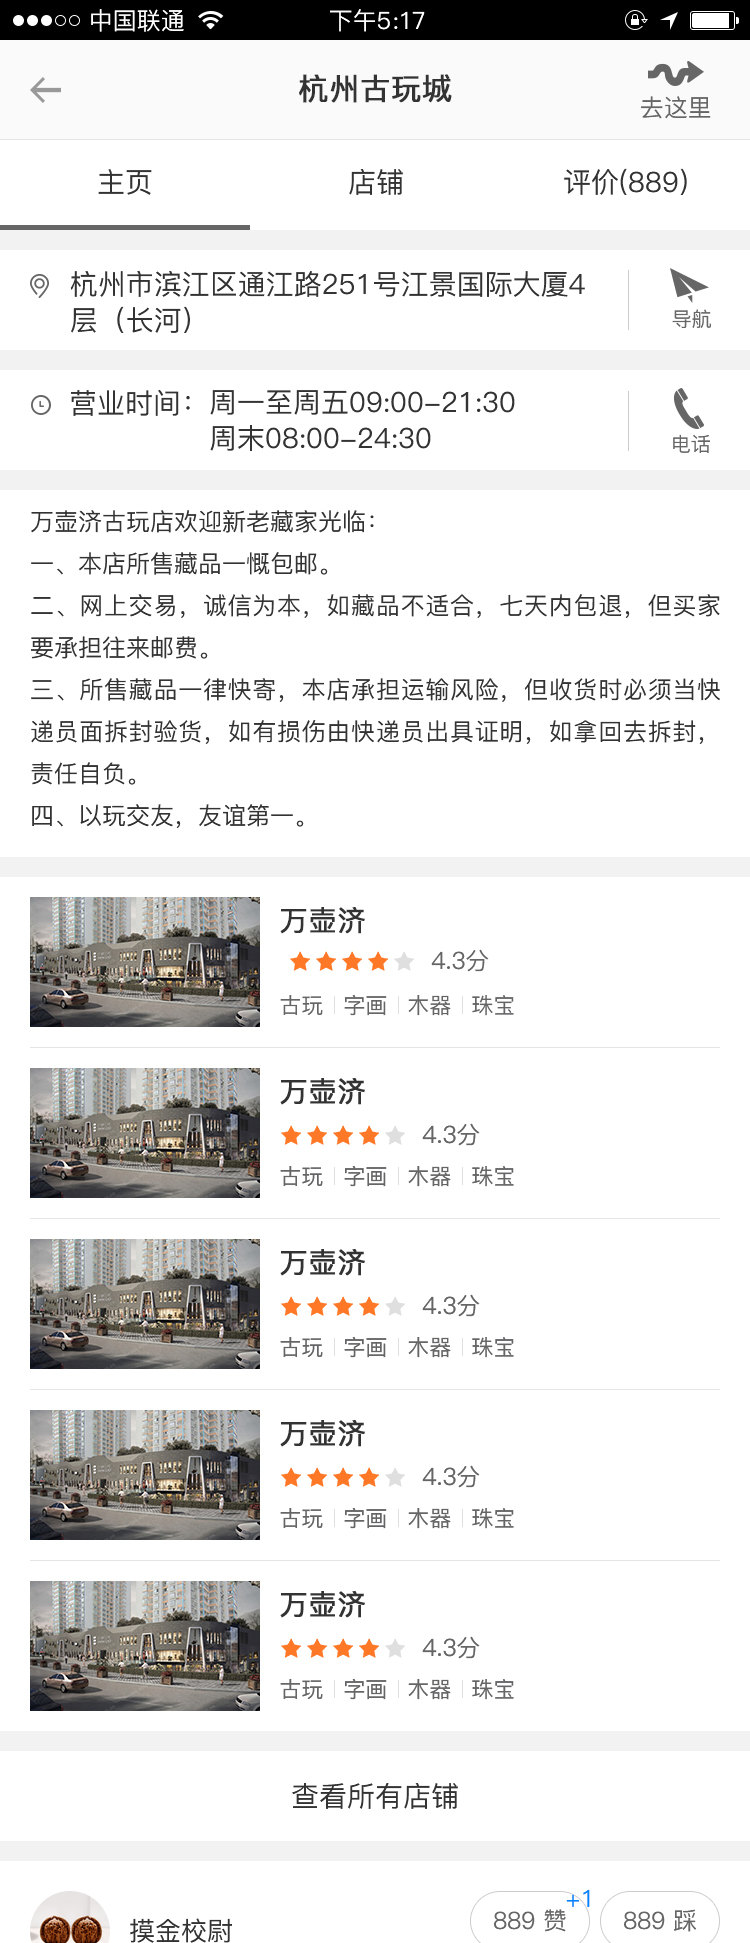 中国联通
下午5:17
杭州古玩城
去这里
主页
店铺
评价(889)
杭州市滨江区通江路251号江景国际大厦4
层（长河）
导航
营业时间：周一至周五09:00-21:30
周末08:00-24:30
电话
万壶济古玩店欢迎新老藏家光临：
一、本店所售藏品一慨包邮。
二、网上交易，诚信为本，如藏品不适合，七天内包退，但买家
要承担往来邮费。
三、所售藏品一律快寄，本店承担运输风险，但收货时必须当快
递员面拆封验货，如有损伤由快递员出具证明，如拿回去拆封，
责任自负。
四、以玩交友，友谊第一。
万壶济
4.3分
古玩 字画 木器 珠宝
万壶济
4.3分
古玩 字画 木器 珠宝
万壶济
4.3分
古玩 字画 木器 珠宝
万壶济
4.3分
古玩 字画 木器 珠宝
万壶济
4.3分
古玩 字画 木器 珠宝
查看所有店铺
摸金校尉
+1
889 赞
889 踩